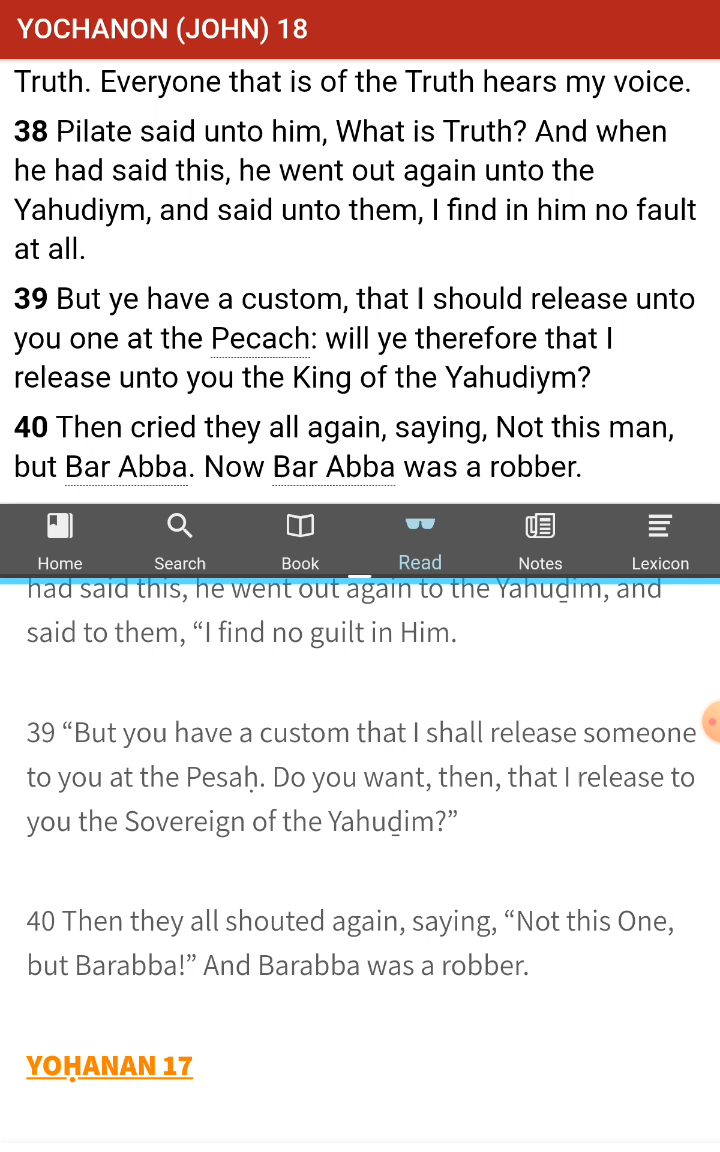 YOCHANON (JOHN) 18
Truth. Everyone that is of the Truth hears my voice.
38 Pilate said unto him, What is Truth? And when
he had said this, he went out again unto the
Yahudiym, and said unto them, I find in him no fault
at all.
39 But ye have a custom, that I should release unto
you one at the Pecach: will ye therefore that I
release unto you the King of the Yahudiym?
40 Then cried they all again, saying, Not this man,
but Bar Abba. Now Bar Abba was a robber.
Home Search Book Read Notes Lexicon
had said this, he went out again to the Yahuḏim, and
said to them, “I find no guilt in Him.
39 “But you have a custom that I shall release someone
to you at the Pesaḥ. Do you want, then, that I release to
you the Sovereign of the Yahuḏim?”
40 Then they all shouted again, saying, “Not this One,
but Barabba!” And Barabba was a robber.
YOḤANAN 17